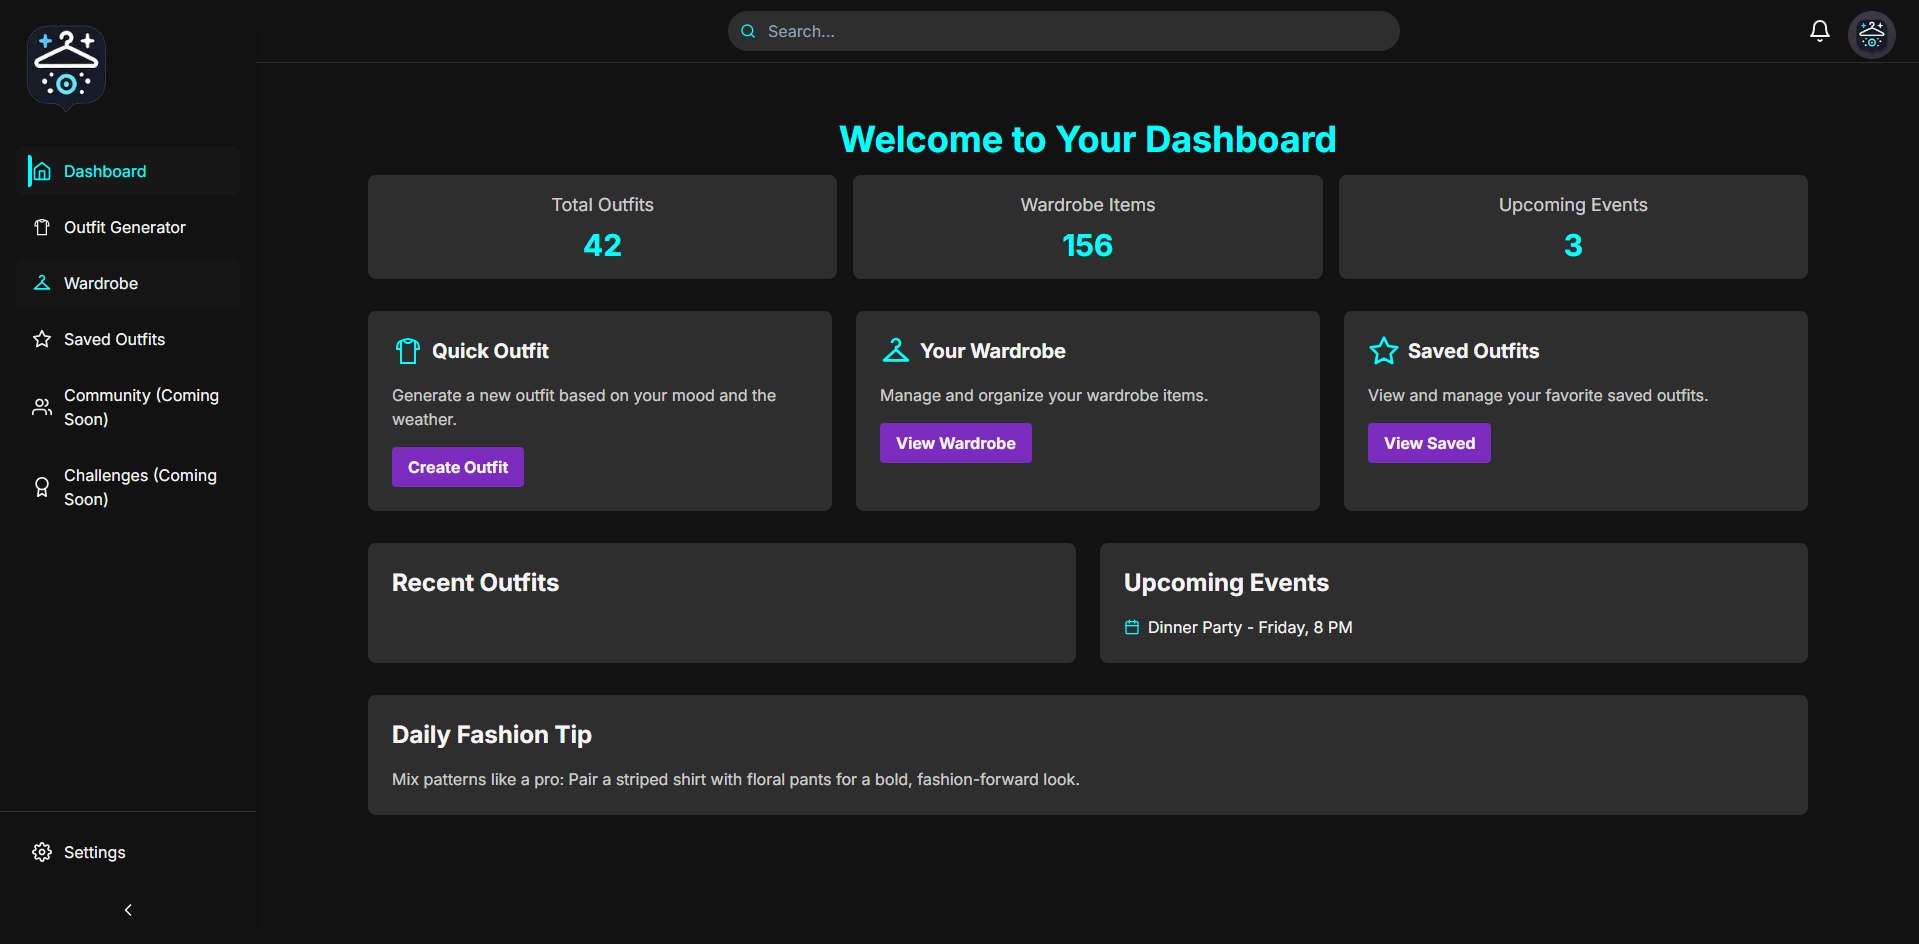 Search...
Dashboard
Outfit Generator
Wardrobe
Saved Outfits
Community (Coming
Soon)
Challenges (Coming
Soon)
Settings
Welcome to Your Dashboard
Total Outfits
42
Wardrobe Items
156
Upcoming Events
3
Quick Outfit
Generate a new outfit based on your mood and the
weather.
Create Outfit
Your Wardrobe
Manage and organize your wardrobe items.
View Wardrobe
Saved Outfits
View and manage your favorite saved outfits.
View Saved
Recent Outfits
Upcoming Events
Dinner Party - Friday, 8 PM
Daily Fashion Tip
Mix patterns like a pro: Pair a striped shirt with floral pants for a bold, fashion-forward look.